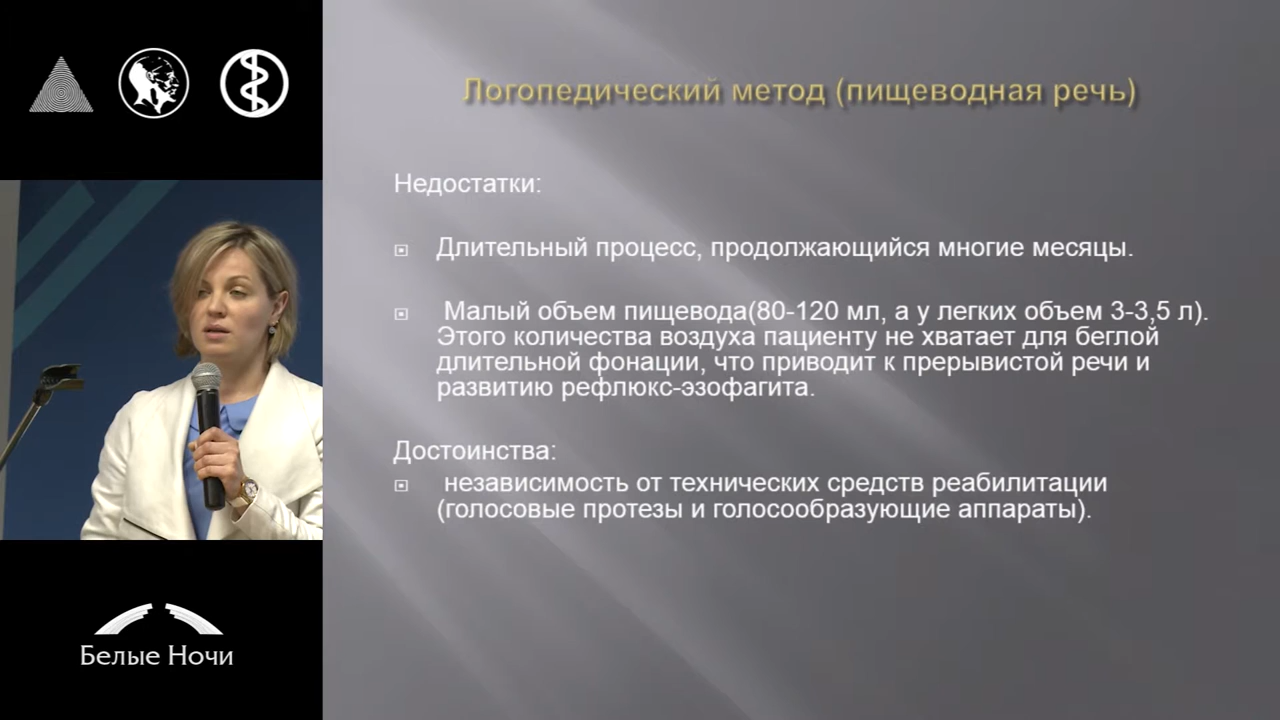 Логопедический метод (пищеводная речь)
Недостатки:
Длительный процесс, продолжающийся многие месяцы.
Малый объем пищевода(80-120 мл, а у легких объем 3-3,5 л).
Этого количества воздуха пациенту не хватает для беглой
длительной фонации, что приводит к прерывистой речи и
развитию рефлюкс-эзофагита.
Достоинства:
независимость от технических средств реабилитации
(голосовые протезы и голосообразующие аппараты).
Белые Ночи